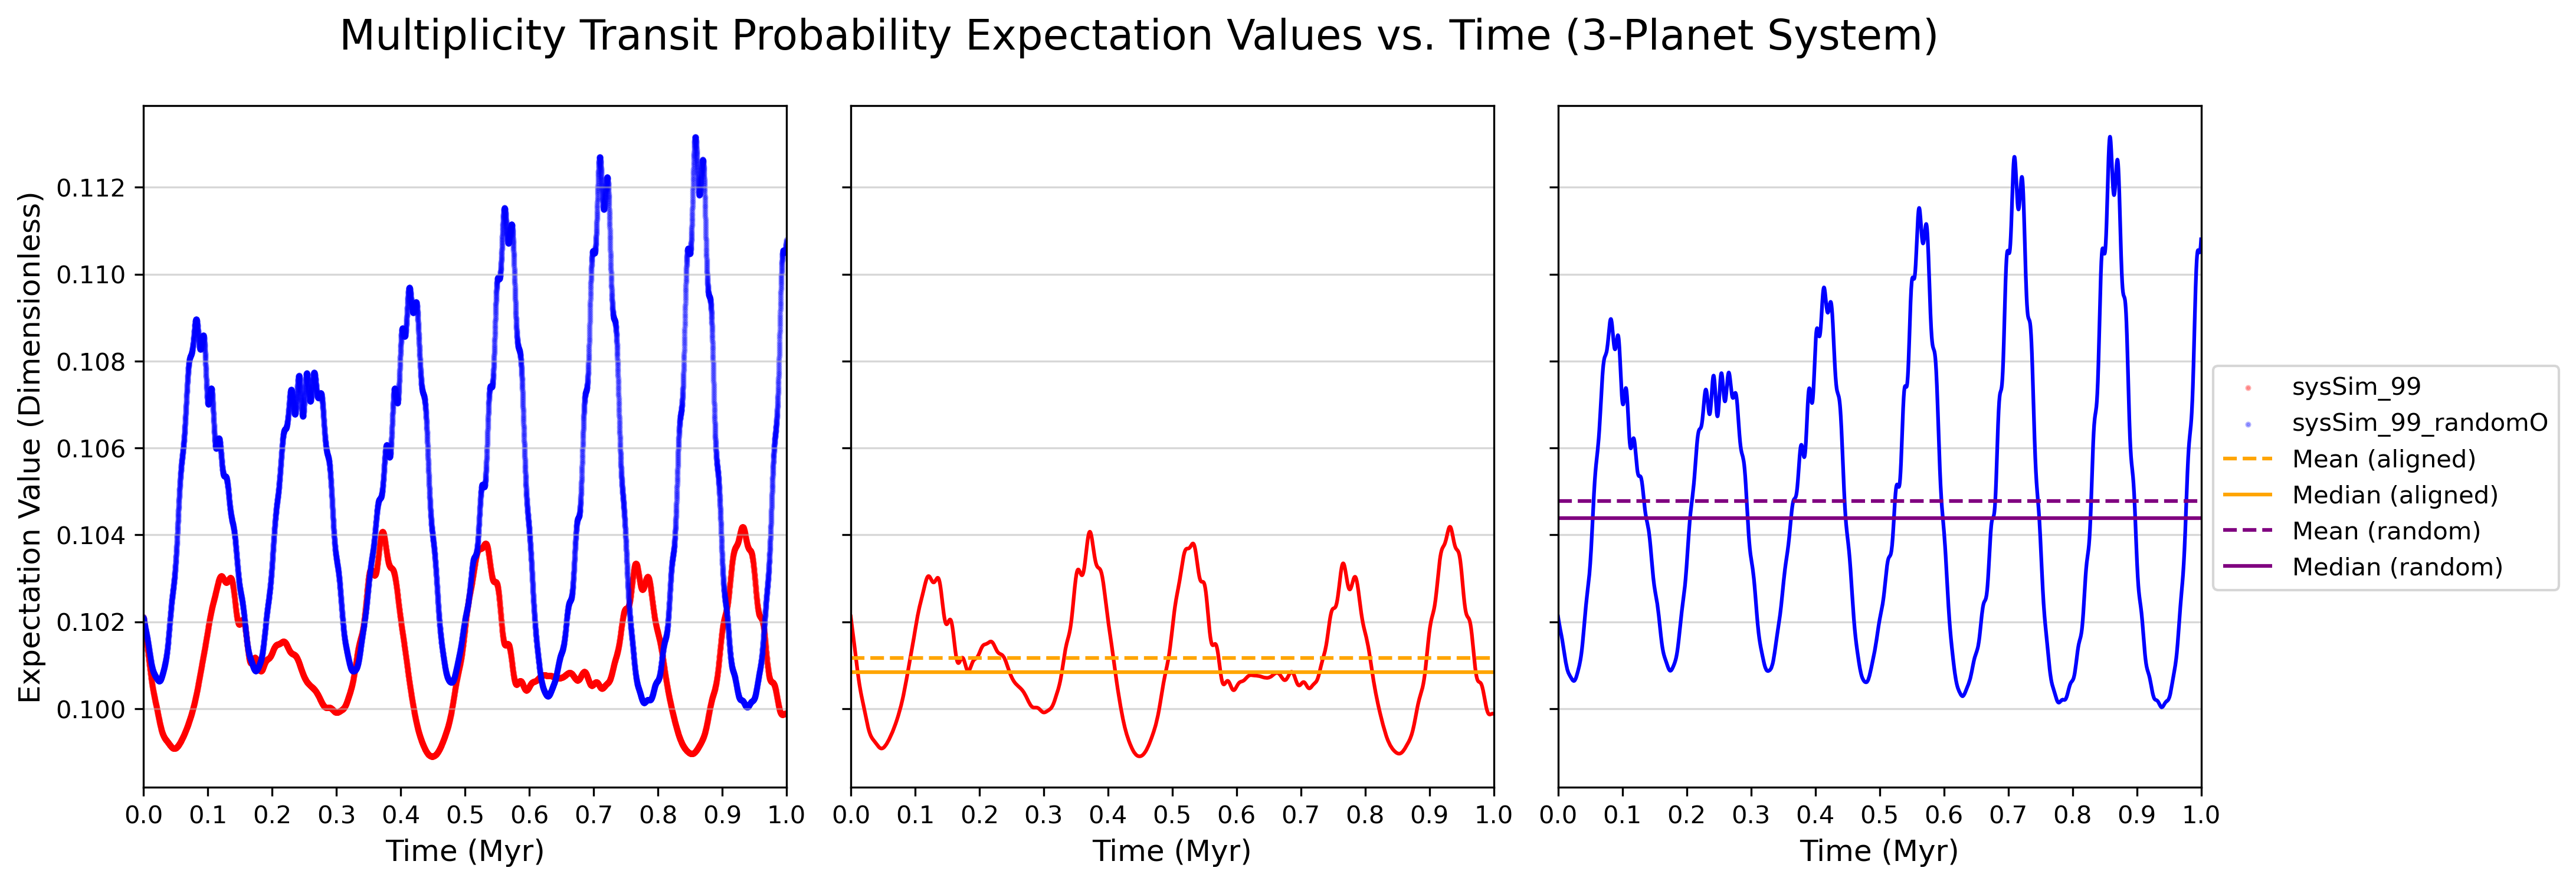 Multiplicity Transit Probability Expectation Values vs. Time (3-Planet System)
Expectation Value (Dimensionless)
0.112
0.110
0.108
0.106
0.104
0.102
0.100
0.0 0.1 0.2 0.3 0.4 0.5 0.6 0.7 0.8 0.9 1.0
Time (Myr)
0.0 0.1 0.2 0.3 0.4 0.5 0.6 0.7 0.8 0.9 1.0
Time (Myr)
0.0 0.1 0.2 0.3 0.4 0.5 0.6 0.7 0.8 0.9 1.0
Time (Myr)
sysSim_99
sysSim_99_randomO
Mean (aligned)
Median (aligned)
Mean (random)
Median (random)